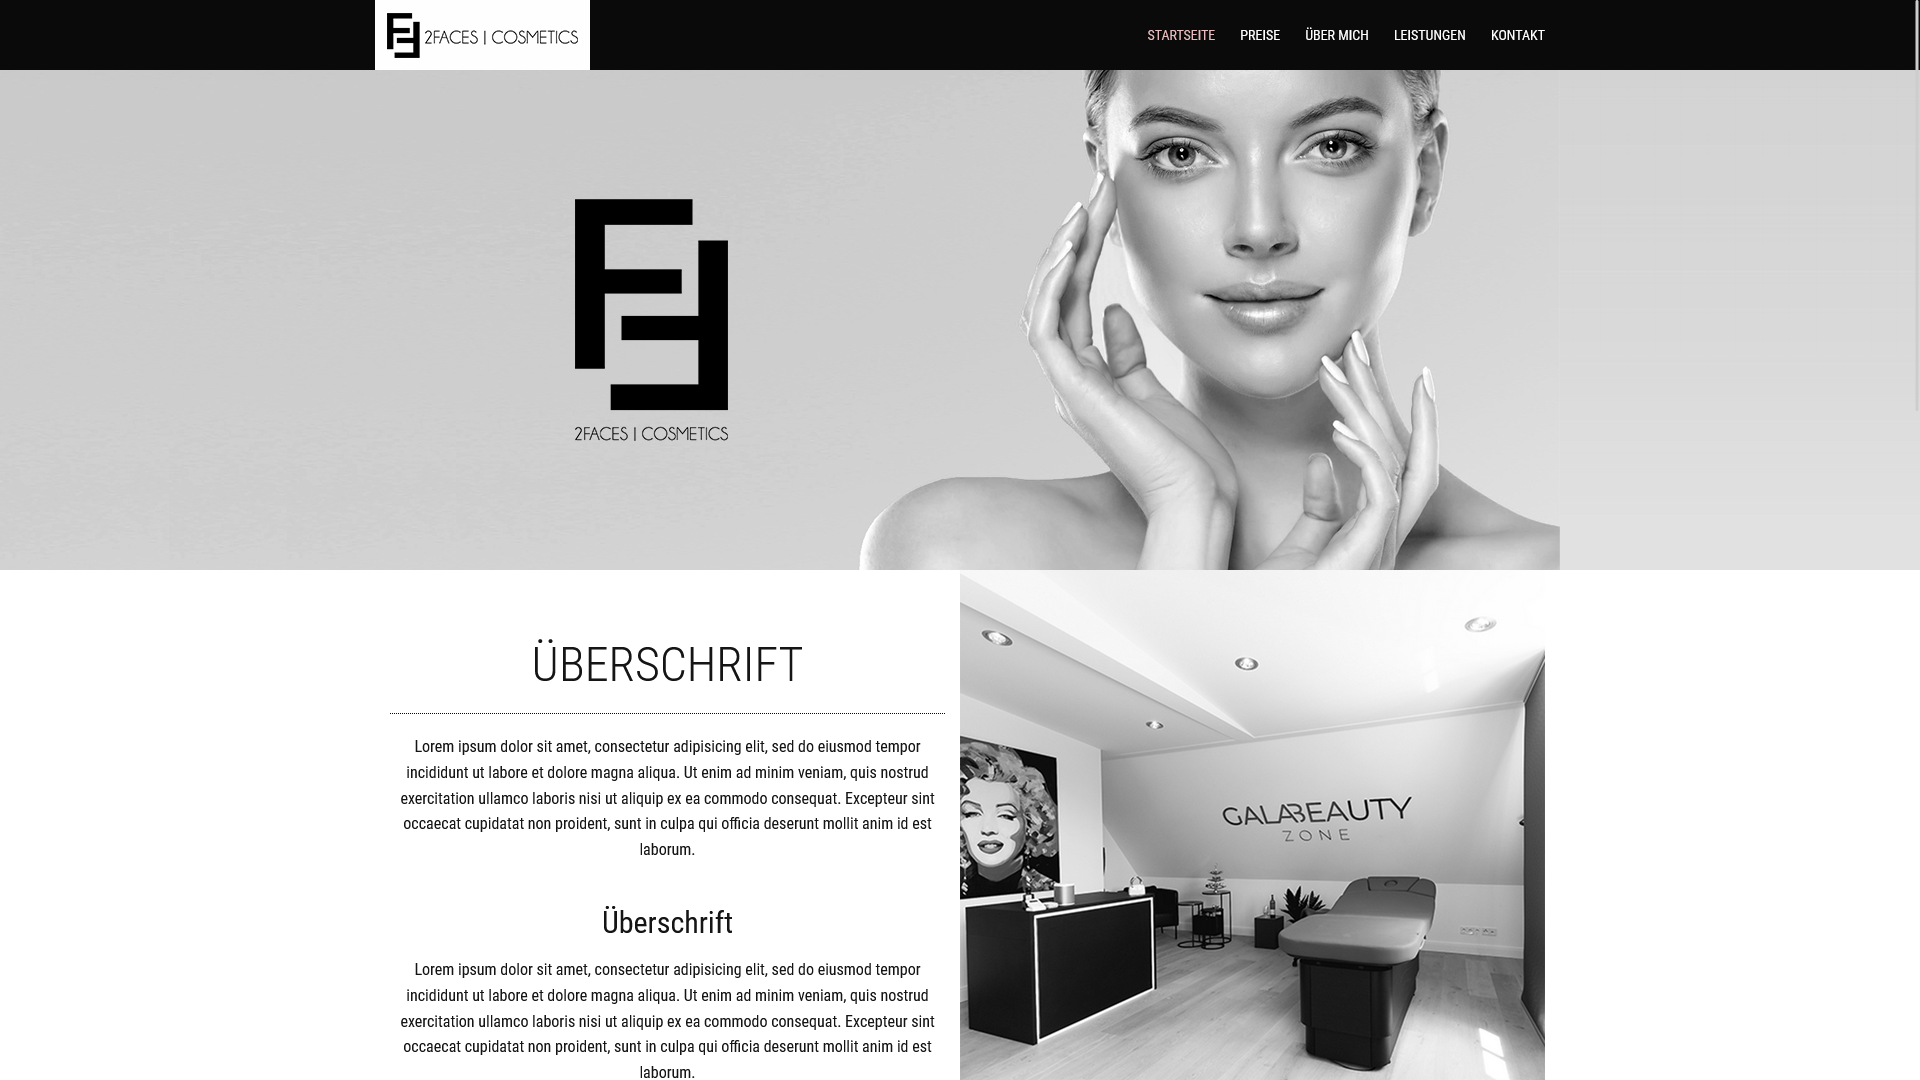 2FACES | COSMETICS
STARTSEITE PREISE ÜBER MICH LEISTUNGEN KONTAKT
2FACES | COSMETICS
ÜBERSCHRIFT
Lorem ipsum dolor sit amet, consectetur adipisicing elit, sed do eiusmod tempor
incididunt ut labore et dolore magna aliqua. Ut enim ad minim veniam, quis nostrud
exercitation ullamco laboris nisi ut aliquip ex ea commodo consequat. Excepteur sint
occaecat cupidatat non proident, sunt in culpa qui officia deserunt mollit anim id est
laborum.
Überschrift
Lorem ipsum dolor sit amet, consectetur adipisicing elit, sed do eiusmod tempor
incididunt ut labore et dolore magna aliqua. Ut enim ad minim veniam, quis nostrud
exercitation ullamco laboris nisi ut aliquip ex ea commodo consequat. Excepteur sint
occaecat cupidatat non proident, sunt in culpa qui officia deserunt mollit anim id est
laborum.
GALABEAUTY
ZONE